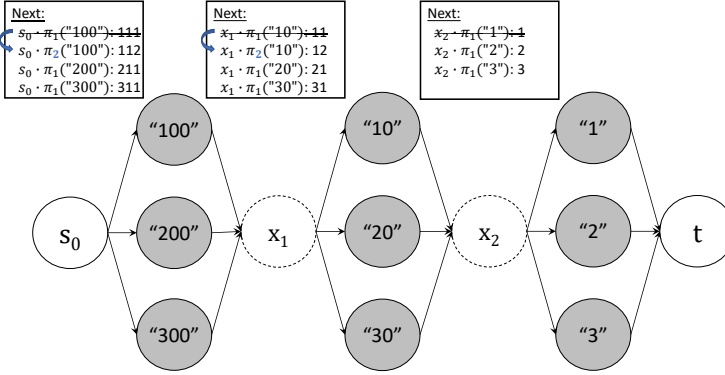 Next:
s₀ · π₁("100"): 111
s₀ · π₂("100"): 112
s₀ · π₁("200"): 211
s₀ · π₁("300"): 311
Next:
x₁ · π₁("10"): 11
x₁ · π₂("10"): 12
x₁ · π₁("20"): 21
x₁ · π₁("30"): 31
Next:
x₂ · π₁("1"): 1
x₂ · π₁("2"): 2
x₂ · π₁("3"): 3
“100”
“10”
“1”
s₀
“200”
x₁
“20”
x₂
“2”
t
“300”
“30”
“3”